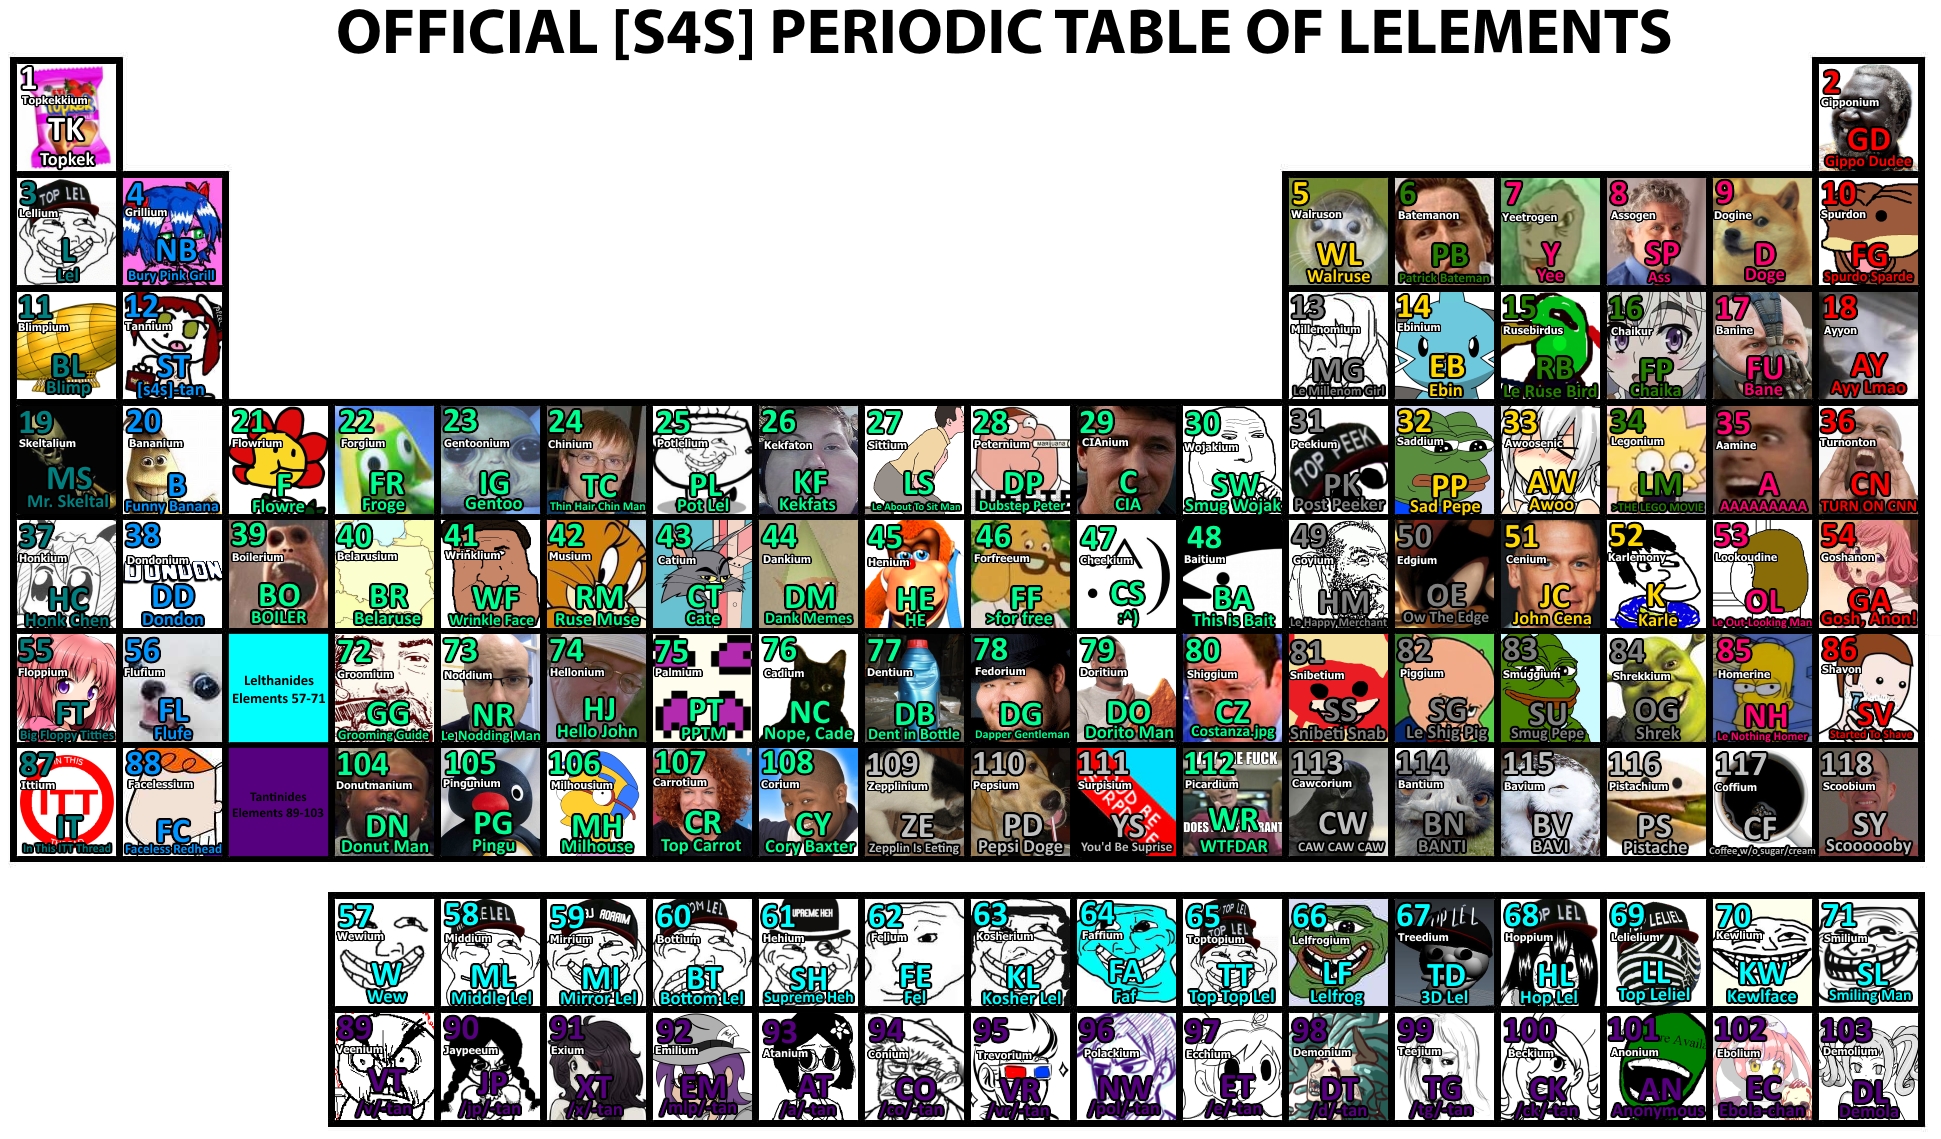 OFFICIAL [S4S] PERIODIC TABLE OF LELEMENTS
1
Topkekkium
TK
Topkek
2
Gipponium
GD
Gippo Dudee
3
TOP LEL
Lellium
L
Lel
4
Grillium
NB
Bury Pink Grill
5
Walruson
WL
Walruse
6
Batemanon
PB
Patrick Bateman
7
Yeetrogen
Y
Yee
8
Assogen
SP
Ass
9
Dogine
D
Doge
10
Spurdon
FG
Spurdo Sparde
11
Blimpium
BL
Blimp
12
Tannium
ST
[s4s]-tan
13
Millenomium
MG
Le Millenom Girl
14
Ebinium
EB
Ebin
15
Rusebirdus
RB
Le Ruse Bird
16
Chaikur
FP
Chaika
17
Banine
FU
Bane
18
Ayyon
AY
Ayy Lmao
19
Skeltalium
MS
Mr. Skeltal
20
Bananium
B
Funny Banana
21
Flowrium
F
Flowre
22
Forgium
FR
Froge
23
Gentoonium
IG
Gentoo
24
Chinium
TC
Thin Hair Chin Man
25
Potlelium
PL
Pot Lel
26
Kekfaton
KF
Kekfats
27
Sittium
LS
Le About To Sit Man
28
Peternium
DP
Dubstep Peter
29
CIAnium
C
CIA
30
Wojakium
SW
Smug Wojak
31
Peekium
TOP PEEK
PK
Post Peeker
32
Saddium
PP
Sad Pepe
33
Awoosenic
AW
Awoo
34
Legonium
LM
>THE LEGO MOVIE
35
Aamine
A
AAAAAAAAA
36
Turnonton
CN
TURN ON CNN
37
Honkium
HC
Honk Chen
38
Dondonium
DONDON
DD
Dondon
39
Boilerium
BO
BOILER
40
Belarusium
BR
Belaruse
41
Wrinklium
WF
Wrinkle Face
42
Musium
RM
Ruse Muse
43
Catium
CT
Cate
44
Dankium
DM
Dank Memes
45
Henium
HE
HE
46
Forfreeum
FF
>for free
47
Cheekium
CS
:^)
48
Baitium
BA
This is Bait
49
Goyium
HM
Le Happy Merchant
50
Edgium
OE
Ow The Edge
51
Cenium
JC
John Cena
52
Karlemony
K
Karle
53
Lookoudine
OL
Le Out-Looking Man
54
Goshanon
GA
Gosh, Anon!
55
Floppium
FT
Big Floppy Titties
56
Flufium
FL
Flufe
Lelthanides
Elements 57-71
72
Groomium
GG
Grooming Guide
73
Noddium
NR
Le Nodding Man
74
Hellonium
HJ
Hello John
75
Palmium
PT
PPTM
76
Cadium
NC
Nope, Cade
77
Dentium
DB
Dent in Bottle
78
Fedorium
DG
Dapper Gentleman
79
Doritium
DO
Dorito Man
80
Shiggium
CZ
Costanza.jpg
81
Snibetium
SS
Snibeti Snab
82
Piggium
SG
Le Shig Pig
83
Smuggium
SU
Smug Pepe
84
Shrekkium
OG
Shrek
85
Homerine
NH
Le Nothing Homer
86
Shavon
SV
Started To Shave
87
IN THIS
Ittium
ITT
IT
In This ITT Thread
88
Facelessium
FC
Faceless Redhead
Tantinides
Elements 89-103
104
Donutmanium
DN
Donut Man
105
Pingunium
PG
Pingu
106
Milhousium
MH
Milhouse
107
Carrotium
CR
Top Carrot
108
Corium
CY
Cory Baxter
109
Zepplinium
ZE
Zepplin Is Eeting
110
Pepsium
PD
Pepsi Doge
111
Surpisium
YS
You'd Be Suprise
112
Picardium
WR
WTFDAR
113
Cawcorium
CW
CAW CAW CAW
114
Bantium
BN
BANTI
115
Bavium
BV
BAVI
116
Pistachium
PS
Pistache
117
Coffium
CF
Coffee w/o sugar/cream
118
Scoobium
SY
Scoooooby
57
Wewium
W
Wew
58
Middium
ML
Middle Lel
59
Mirrium
MI
Mirror Lel
60
Bottium
BT
Bottom Lel
61
SUPREME HEH
Hehium
SH
Supreme Heh
62
Felium
FE
Fel
63
Kosherium
KL
Kosher Lel
64
Faffium
FA
Faf
65
TOP LEL
Toptopium
TOP LEL
TT
Top Top Lel
66
Lelfrogium
LF
Lelfrog
67
Treedium
TD
3D Lel
68
Hoppium
HL
Hop Lel
69
LELIEL
Lelielium
LL
Top Leliel
70
Kewlium
KW
Kewlface
71
Smilium
SL
Smiling Man
89
Veenium
VT
/v/-tan
90
Jaypeeum
JP
/jp/-tan
91
Exium
XT
/x/-tan
92
Emilium
EM
/mlp/-tan
93
Atanium
AT
/a/-tan
94
Conium
CO
/co/-tan
95
Trevorium
VR
/vr/-tan
96
Polackium
NW
/pol/-tan
97
Ecchium
ET
/e/-tan
98
Demonium
DT
/d/-tan
99
Teejium
TG
/tg/-tan
100
Beckium
CK
/ck/-tan
101
Anonium
AN
Anonymous
102
Ebolium
EC
Ebola-chan
103
Demolium
DL
Demola